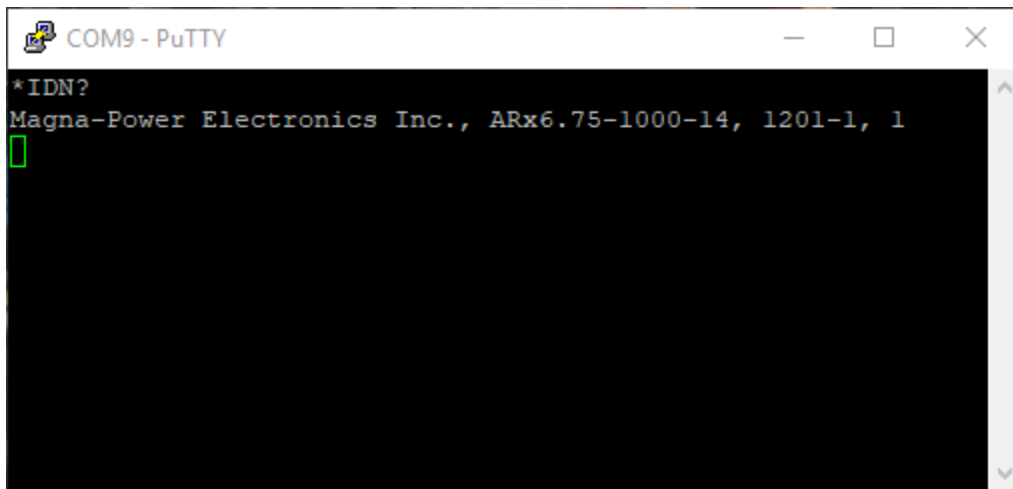 COM9 - PuTTY
*IDN?
Magna-Power Electronics Inc., ARx6.75-1000-14, 1201-1, 1